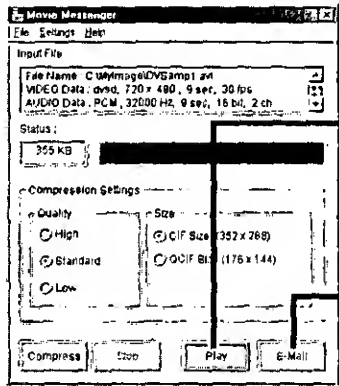 Movie Messenger
File Settings Help
Input File
File Name : C:\MyImage\DVSamp1.avi
VIDEO Data : dvsd, 720 x 480 , 9 sec, 30 fps
AUDIO Data : PCM , 32000 Hz, 9 sec, 16 bit, 2 ch
Status :
355 KB
Compression Settings
Quality
Size
High
CIF Size (352 x 288)
Standard
QCIF Size (176 x 144)
Low
Compress
Stop
Play
E-Mail